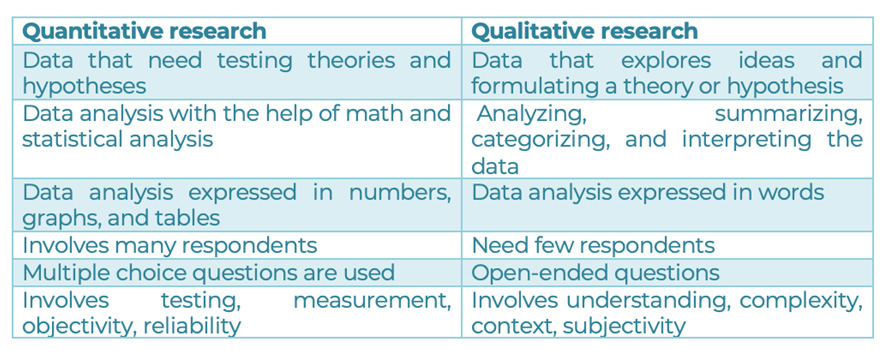 Quantitative research
Qualitative research
Data that need testing theories and
hypotheses
Data that explores ideas and
formulating a theory or hypothesis
Data analysis with the help of math and
statistical analysis
Analyzing, summarizing,
categorizing, and interpreting the
data
Data analysis expressed in numbers,
graphs, and tables
Data analysis expressed in words
Involves many respondents
Need few respondents
Multiple choice questions are used
Open-ended questions
Involves testing, measurement,
objectivity, reliability
Involves understanding, complexity,
context, subjectivity